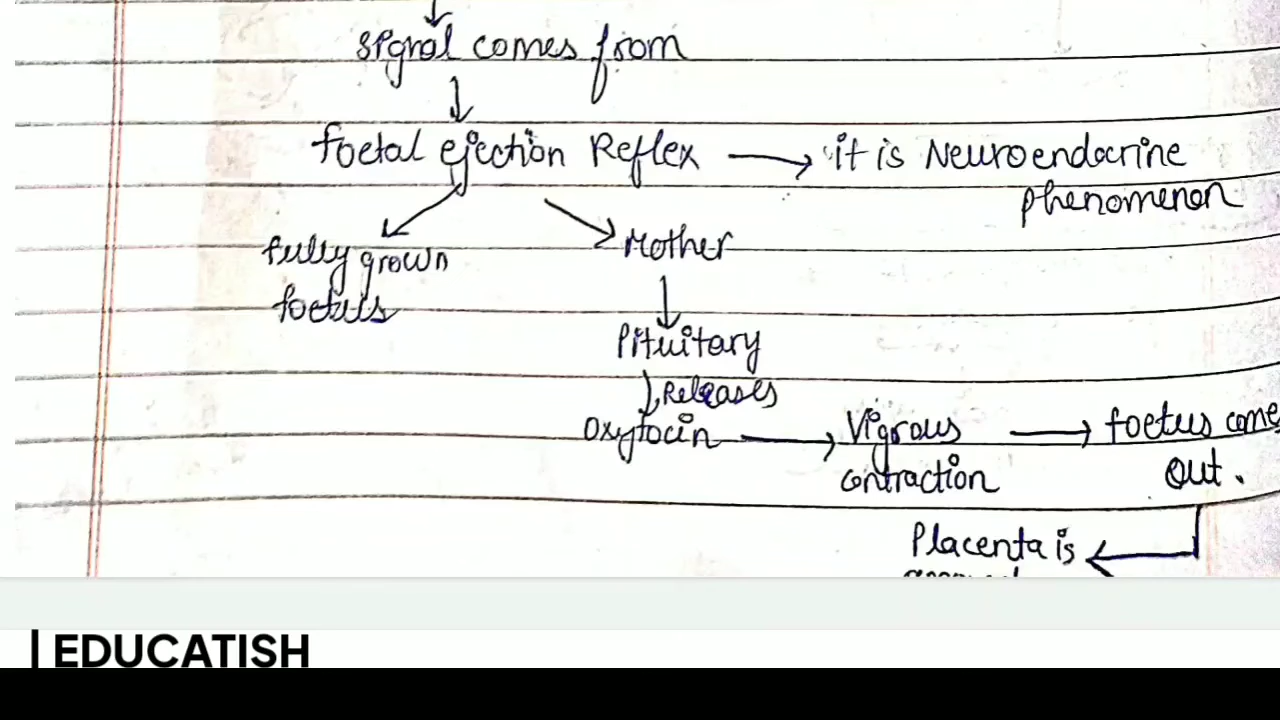 signal comes from
foetal ejection Reflex → it is Neuroendocrine
phenomenon
fully grown
foetus
Mother
Pituitary
Releases
Oxytocin → Vigrous → foetus come
contraction
out.
Placenta is
| EDUCATISH